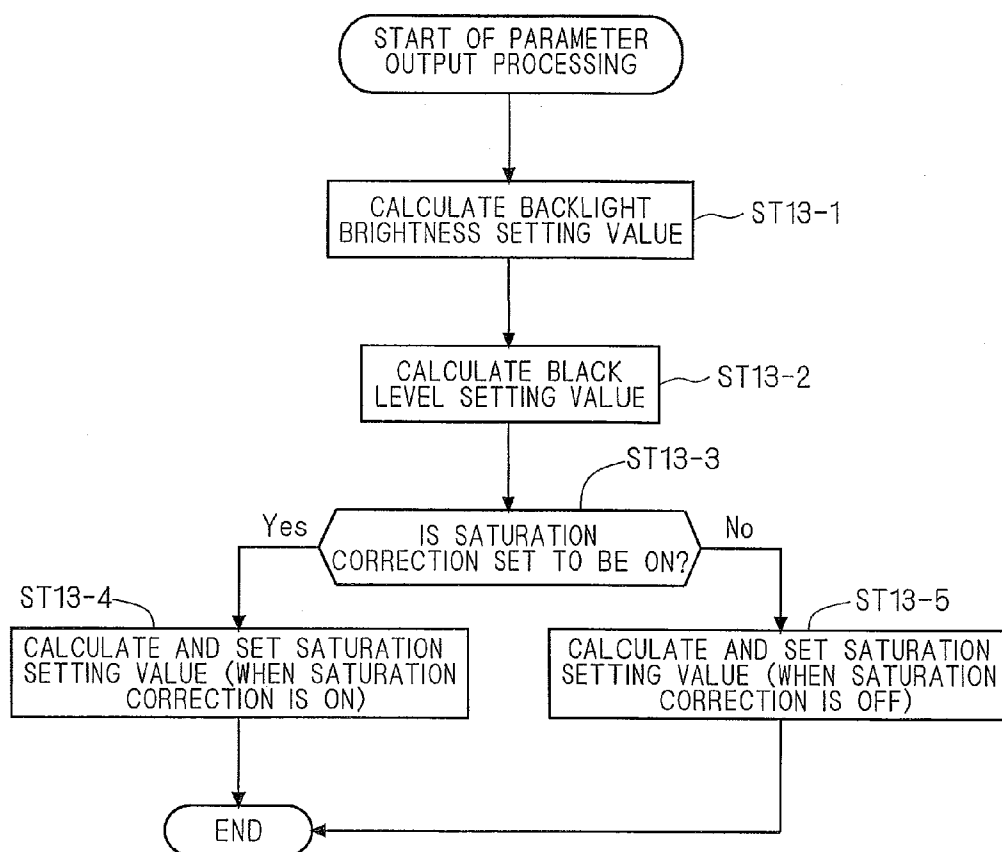 START OF PARAMETER
OUTPUT PROCESSING
CALCULATE BACKLIGHT
BRIGHTNESS SETTING VALUE
ST13-1
CALCULATE BLACK
LEVEL SETTING VALUE
ST13-2
ST13-3
Yes
IS SATURATION
CORRECTION SET TO BE ON?
No
ST13-4
CALCULATE AND SET SATURATION
SETTING VALUE (WHEN SATURATION
CORRECTION IS ON)
ST13-5
CALCULATE AND SET SATURATION
SETTING VALUE (WHEN SATURATION
CORRECTION IS OFF)
END